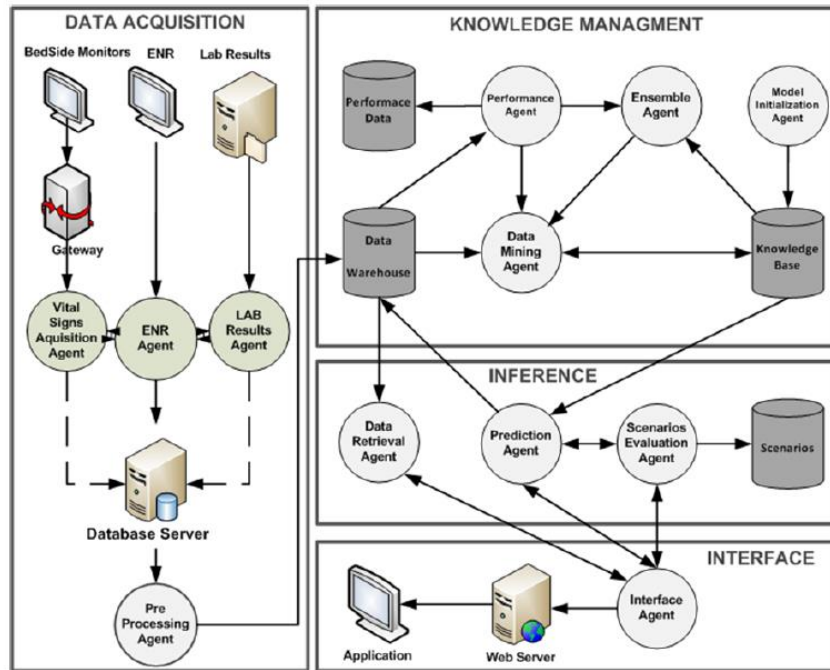 DATA ACQUISITION
BedSide Monitors
ENR
Lab Results
Gateway
Vital
Signs
Aquisition
Agent
ENR
Agent
LAB
Results
Agent
Database Server
Pre
Processing
Agent
KNOWLEDGE MANAGMENT
Performace
Data
Performance
Agent
Ensemble
Agent
Model
Initialization
Agent
Data
Warehouse
Data
Mining
Agent
Knowledge
Base
INFERENCE
Data
Retrieval
Agent
Prediction
Agent
Scenarios
Evaluation
Agent
Scenarios
INTERFACE
Application
Web Server
Interface
Agent